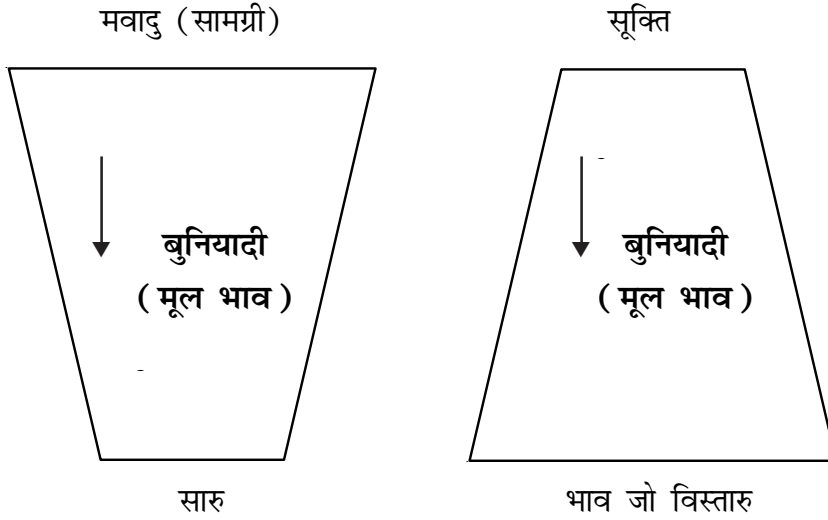 मवादु (सामग्री)
बुनियादी
(मूल भाव)
सारु
सूक्ति
बुनियादी
(मूल भाव)
भाव जो विस्तारु